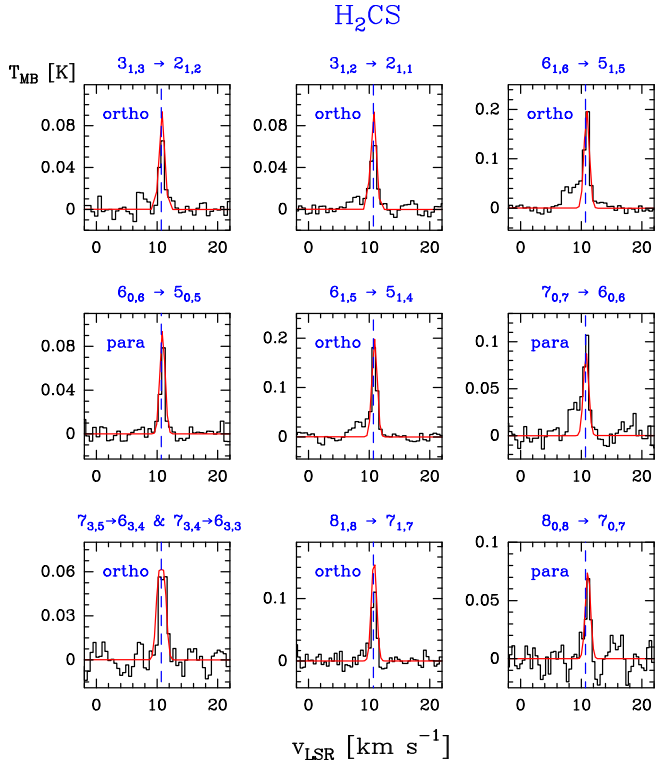 H₂CS
T_MB [K]
3₁,₃ → 2₁,₂ 3₁,₂ → 2₁,₁ 6₁,₆ → 5₁,₅
ortho ortho ortho
0.08 0.08 0.2
0.04 0.04 0.1
0 0 0
0 10 20 0 10 20 0 10 20
6₀,₆ → 5₀,₅ 6₁,₅ → 5₁,₄ 7₀,₇ → 6₀,₆
para ortho para
0.08 0.2 0.1
0.04 0.1 0.05
0 0 0
0 10 20 0 10 20 0 10 20
7₃,₅→6₃,₄ & 7₃,₄→6₃,₃ 8₁,₈ → 7₁,₇ 8₀,₈ → 7₀,₇
ortho ortho para
0.06 0.2 0.1
0.03 0.1 0.05
0 0 0
0 10 20 0 10 20 0 10 20
v_LSR [km s⁻¹]